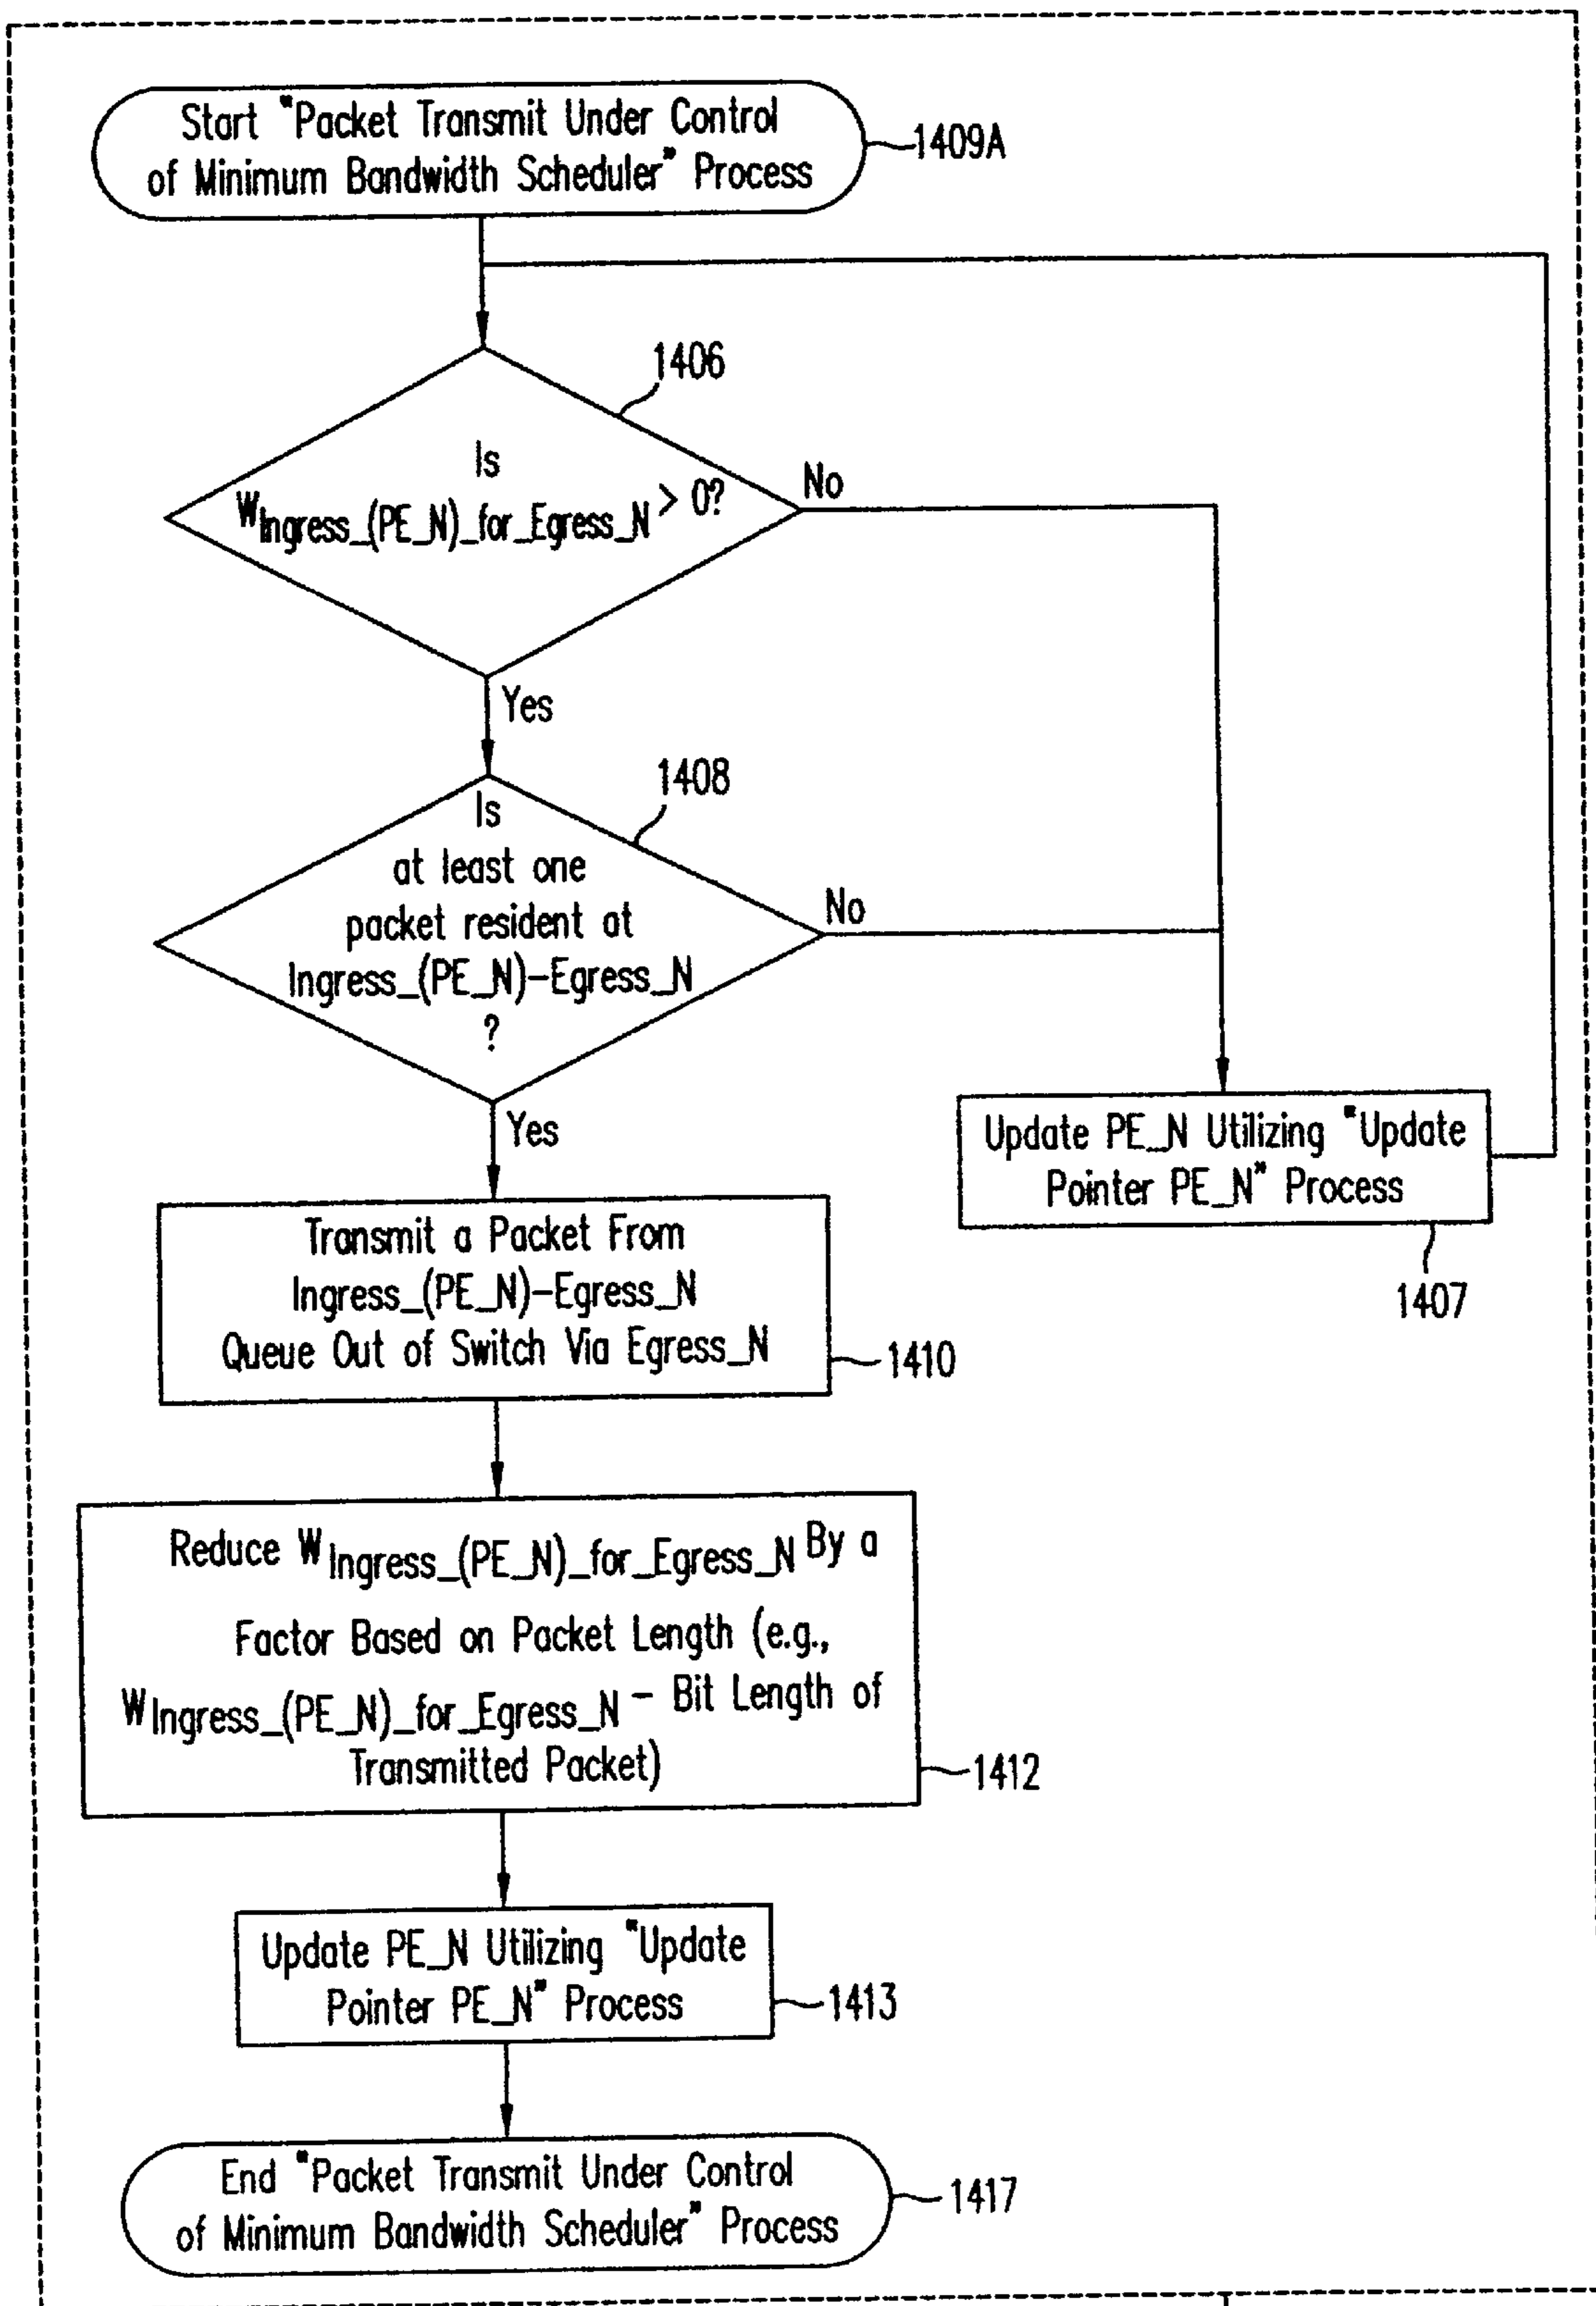 Start "Packet Transmit Under Control
of Minimum Bandwidth Scheduler" Process
1409A
1406
Is
WIngress_(PE_N)_for_Egress_N > 0?
No
Yes
1408
Is
at least one
packet resident at
Ingress_(PE_N)-Egress_N
?
No
Yes
Update PE_N Utilizing "Update
Pointer PE_N" Process
1407
Transmit a Packet From
Ingress_(PE_N)-Egress_N
Queue Out of Switch Via Egress_N
1410
Reduce WIngress_(PE_N)_for_Egress_N By a
Factor Based on Packet Length (e.g.,
WIngress_(PE_N)_for_Egress_N - Bit Length of
Transmitted Packet)
1412
Update PE_N Utilizing "Update
Pointer PE_N" Process
1413
End "Packet Transmit Under Control
of Minimum Bandwidth Scheduler" Process
1417